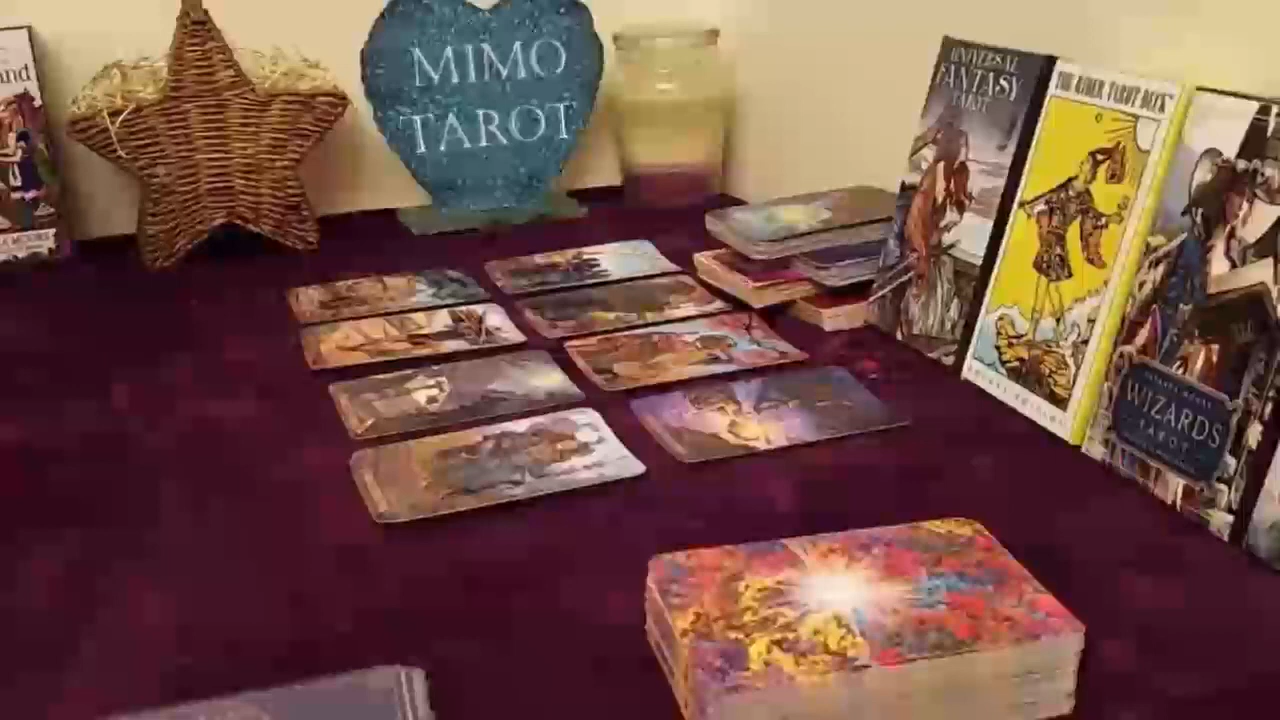 MIMO
TAROT
UNIVERSAL
FANTASY
TAROT
THE RIDER TAROT DECK
WIZARDS
TAROT